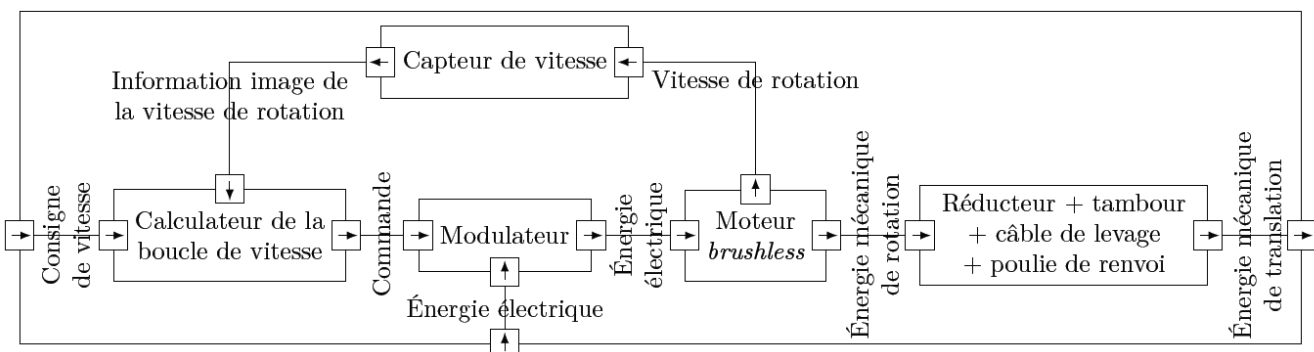 Capteur de vitesse
Information image de
la vitesse de rotation
Vitesse de rotation
Consigne
de vitesse
Calculateur de la
boucle de vitesse
Commande
Modulateur
Énergie électrique
Énergie
électrique
Moteur
brushless
Énergie mécanique
de rotation
Réducteur + tambour
+ câble de levage
+ poulie de renvoi
Énergie mécanique
de translation